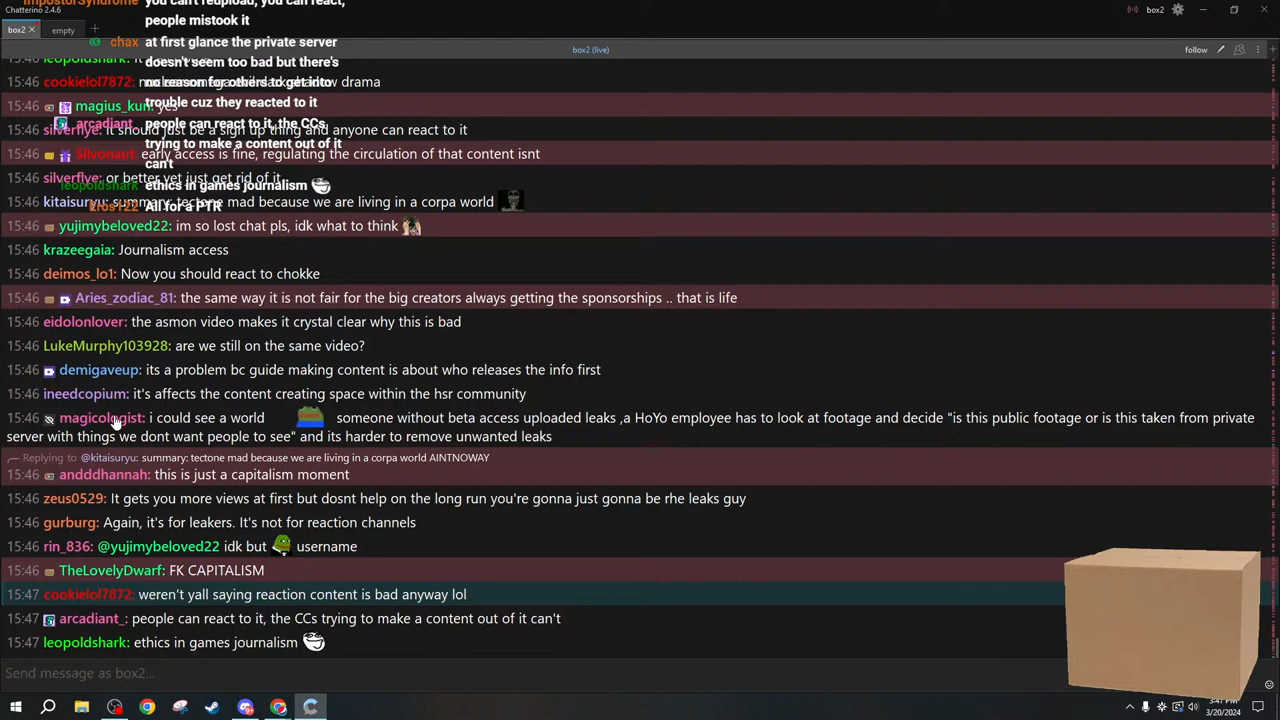 Chatterino 2.4.6
box2
empty
box2
box2 (live)
follow
ImpostorSyndrome you can't reupload, you can react,
people mistook it
chax at first glance the private server
doesn't seem too bad but there's
no reason for others to get into
trouble cuz they reacted to it
arcadiant_ people can react to it, the CCs
trying to make a content out of it
can't
leopoldshark ethics in games journalism
Eros122 All for a PTR
leopoldshark: it
cookielol7872: drama
magius_kun: yes
silverflye: it should just be a sign up thing and anyone can react to it
15:46 Silvonaut: early access is fine, regulating the circulation of that content isnt
15:46 silverflye: or better yet just get rid of it
15:46 kitaisuryu: summary: tectone mad because we are living in a corpa world
15:46 yujimybeloved22: im so lost chat pls, idk what to think
15:46 krazeegaia: Journalism access
15:46 deimos_lo1: Now you should react to chokke
15:46 Aries_zodiac_81: the same way it is not fair for the big creators always getting the sponsorships .. that is life
15:46 eidolonlover: the asmon video makes it crystal clear why this is bad
15:46 LukeMurphy103928: are we still on the same video?
15:46 demigaveup: its a problem bc guide making content is about who releases the info first
15:46 ineedcopium: it's affects the content creating space within the hsr community
15:46 magicologist: i could see a world someone without beta access uploaded leaks ,a HoYo employee has to look at footage and decide "is this public footage or is this taken from private
server with things we dont want people to see" and its harder to remove unwanted leaks
Replying to @kitaisuryu: summary: tectone mad because we are living in a corpa world AINTNOWAY
15:46 andddhannah: this is just a capitalism moment
15:46 zeus0529: It gets you more views at first but dosnt help on the long run you're gonna just gonna be rhe leaks guy
15:46 gurburg: Again, it's for leakers. It's not for reaction channels
15:46 rin_836: @yujimybeloved22 idk but username
15:46 TheLovelyDwarf: FK CAPITALISM
15:47 cookielol7872: weren't yall saying reaction content is bad anyway lol
15:47 arcadiant_: people can react to it, the CCs trying to make a content out of it can't
15:47 leopoldshark: ethics in games journalism
Send message as box2...
3:47 PM
3/20/2024